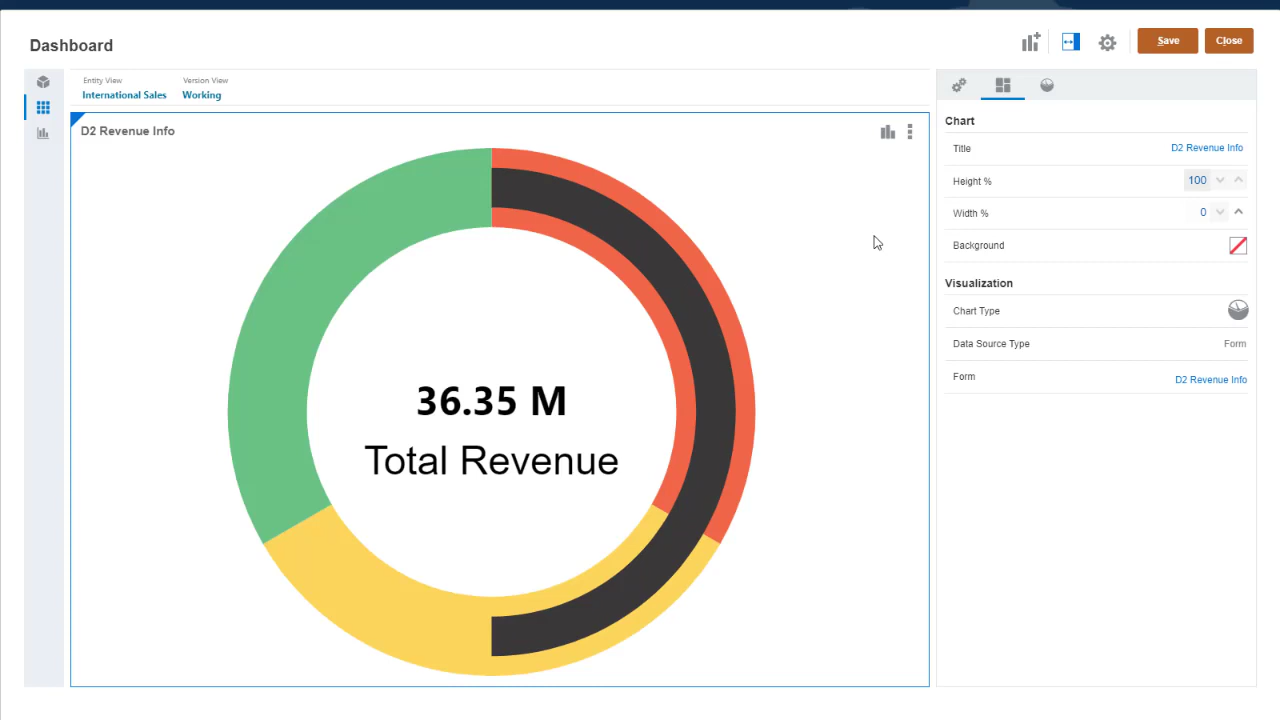 Dashboard
Save
Close
Entity View
Version View
International Sales
Working
D2 Revenue Info
36.35 M
Total Revenue
Chart
Title
D2 Revenue Info
Height %
100
Width %
0
Background
Visualization
Chart Type
Data Source Type
Form
Form
D2 Revenue Info